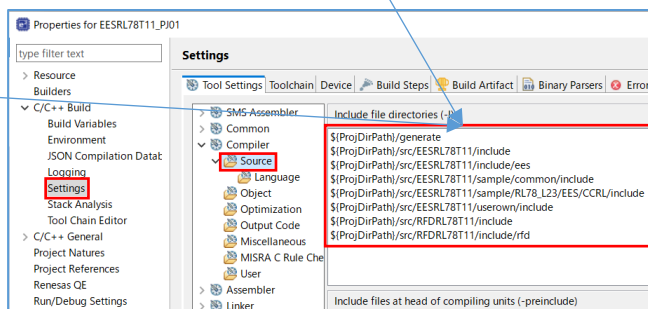 Properties for EESRL78T11_PJ01
type filter text
Resource
Builders
C/C++ Build
Build Variables
Environment
JSON Compilation Datab
Logging
Settings
Stack Analysis
Tool Chain Editor
C/C++ General
Project Natures
Project References
Renesas QE
Run/Debug Settings
Settings
Tool Settings Toolchain Device Build Steps Build Artifact Binary Parsers Error
SMS Assembler
Common
Compiler
Source
Language
Object
Optimization
Output Code
Miscellaneous
MISRA C Rule Che
User
Assembler
Linker
Include file directories (-I)
${ProjDirPath}/generate
${ProjDirPath}/src/EESRL78T11/include
${ProjDirPath}/src/EESRL78T11/include/ees
${ProjDirPath}/src/EESRL78T11/sample/common/include
${ProjDirPath}/src/EESRL78T11/sample/RL78_L23/EES/CCRL/include
${ProjDirPath}/src/EESRL78T11/userown/include
${ProjDirPath}/src/RFDRL78T11/include
${ProjDirPath}/src/RFDRL78T11/include/rfd
Include files at head of compiling units (-preinclude)